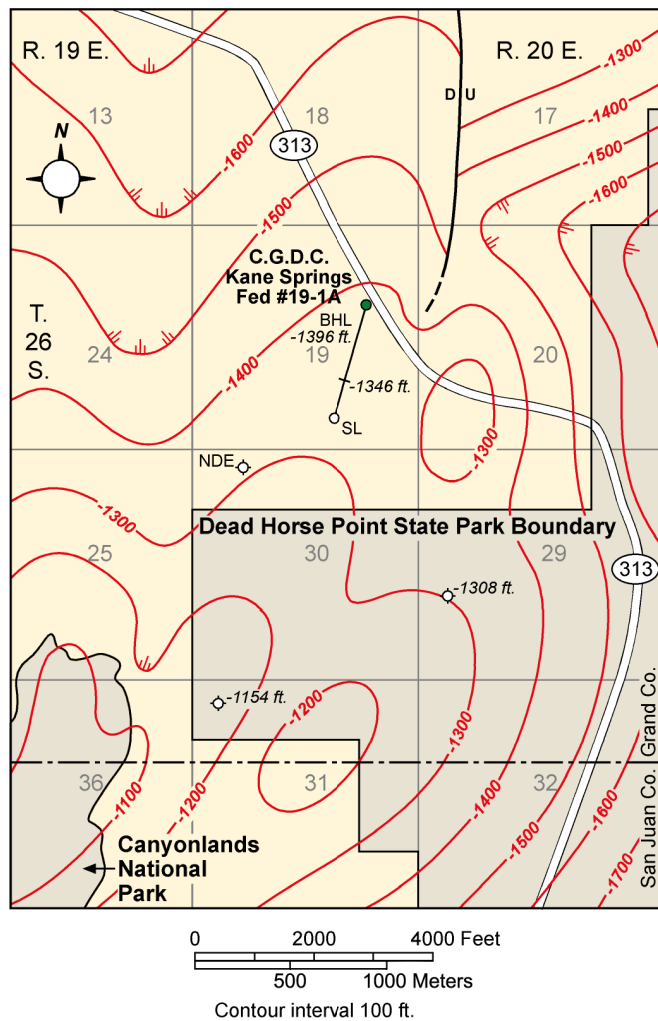 R. 19 E.
R. 20 E.
-1300
D U
13
18
17
-1400
N
313
-1600
-1500
-1600
-1500
C.G.D.C.
Kane Springs
Fed #19-1A
T.
26
S.
BHL
-1396 ft.
24
19
20
-1400
-1346 ft.
SL
-1300
NDE
-1300
Dead Horse Point State Park Boundary
25
30
29
313
-1308 ft.
-1154 ft.
-1200
-1300
36
31
32
-1100
-1200
-1400
-1500
-1600
-1700
San Juan Co. Grand Co.
Canyonlands
National
Park
0 2000 4000 Feet
500 1000 Meters
Contour interval 100 ft.